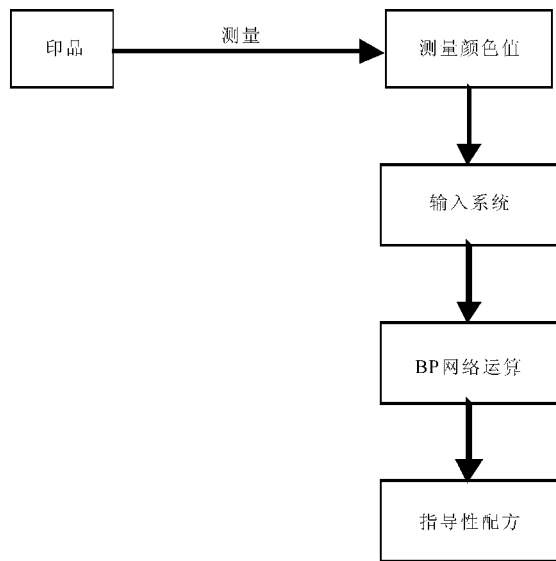 印品
测量
测量颜色值
输入系统
BP网络运算
指导性配方